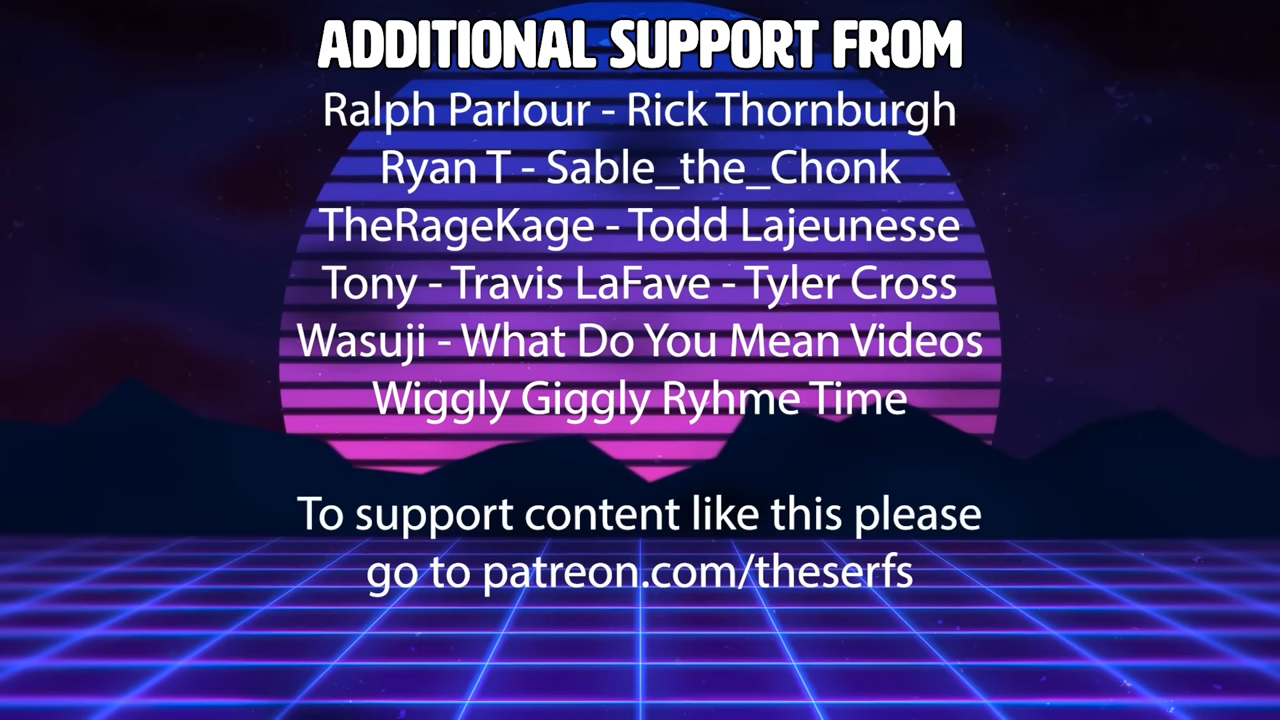 ADDITIONAL SUPPORT FROM
Ralph Parlour - Rick Thornburgh
Ryan T - Sable_the_Chonk
TheRageKage - Todd Lajeunesse
Tony - Travis LaFave - Tyler Cross
Wasuji - What Do You Mean Videos
Wiggly Giggly Ryhme Time
To support content like this please
go to patreon.com/theserfs